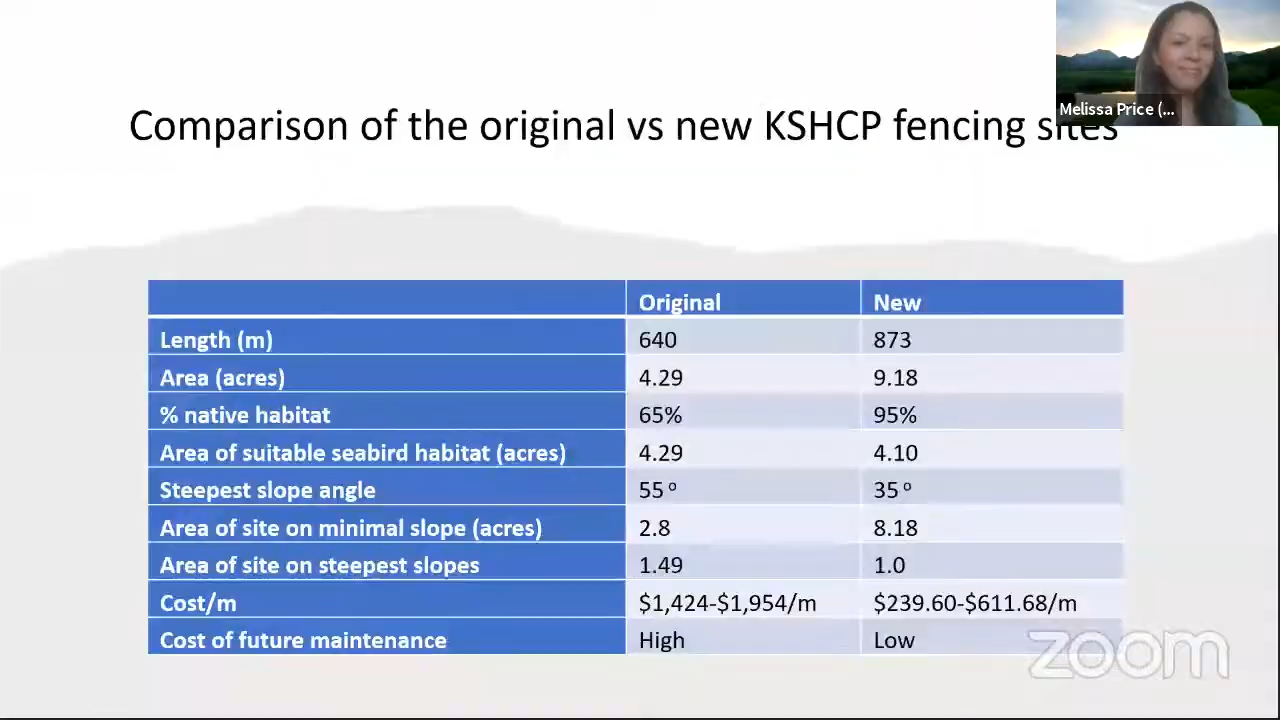 Melissa Price (...
Comparison of the original vs new KSHCP fencing sites
Original New
Length (m) 640 873
Area (acres) 4.29 9.18
% native habitat 65% 95%
Area of suitable seabird habitat (acres) 4.29 4.10
Steepest slope angle 55° 35°
Area of site on minimal slope (acres) 2.8 8.18
Area of site on steepest slopes 1.49 1.0
Cost/m $1,424-$1,954/m $239.60-$611.68/m
Cost of future maintenance High Low
zoom